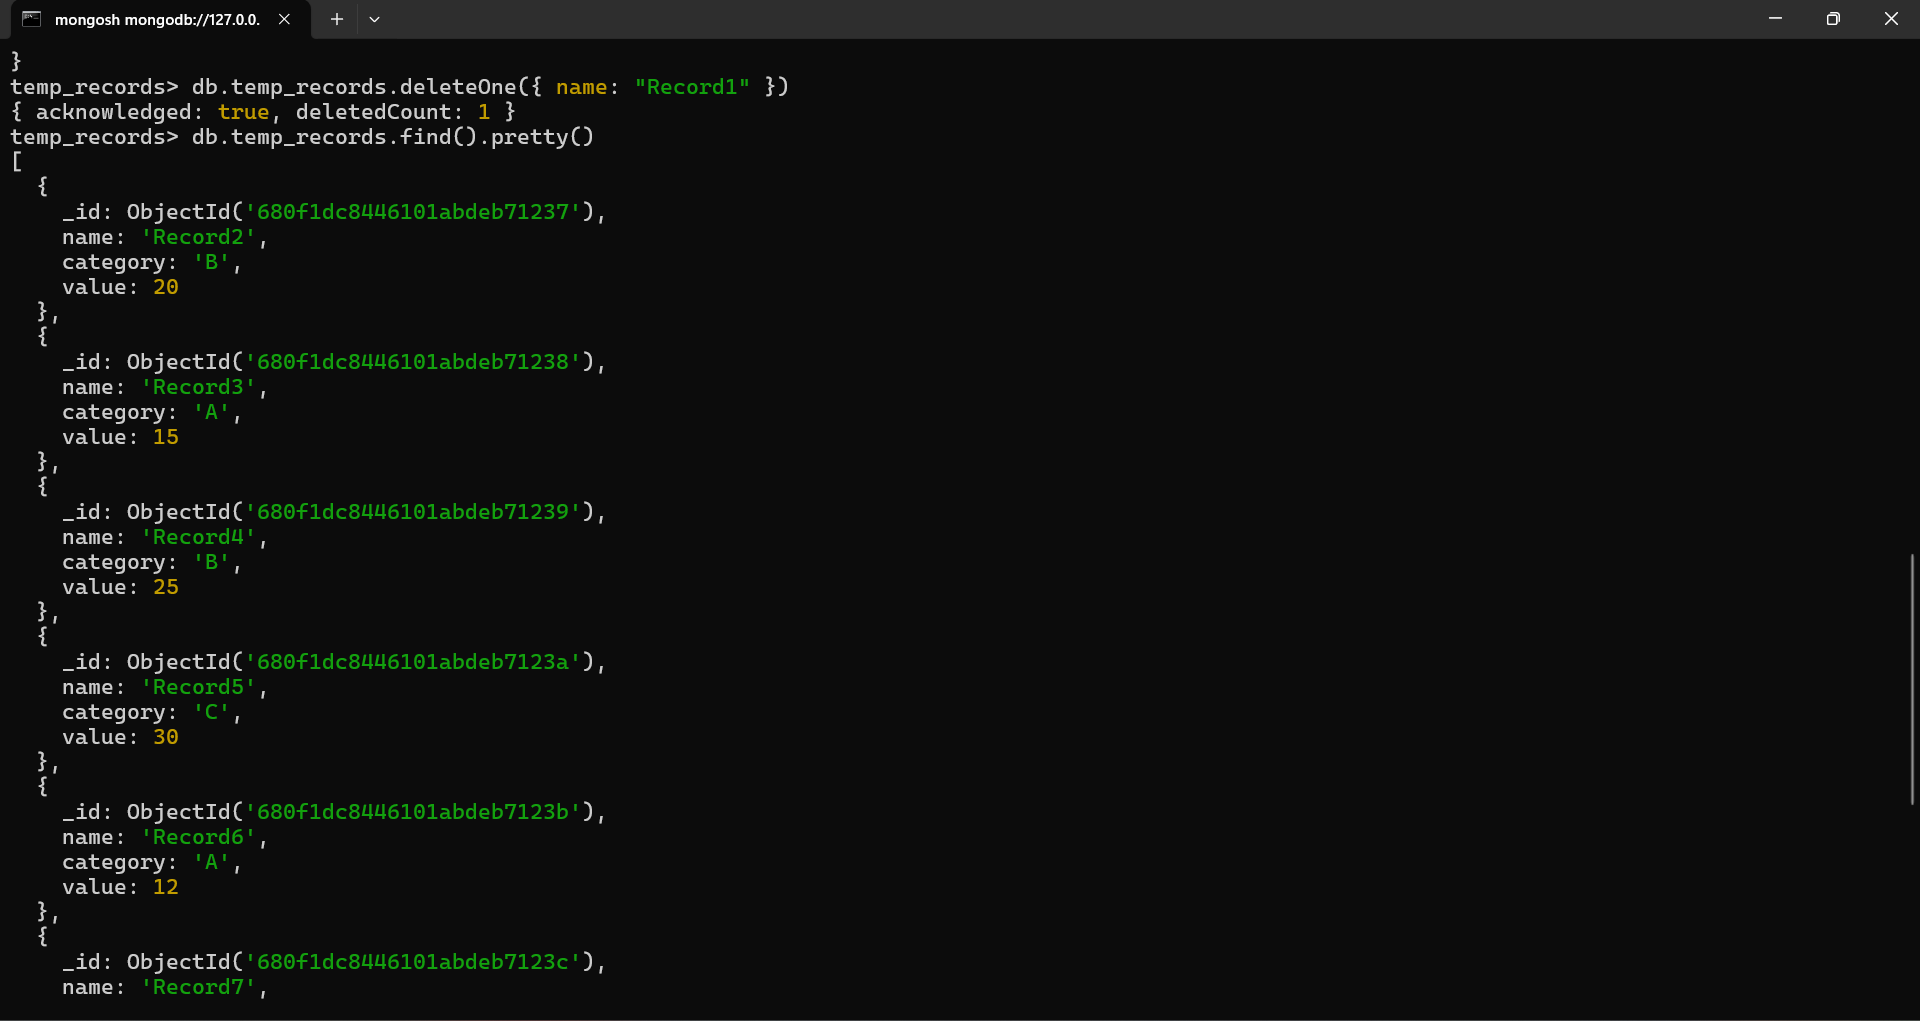 mongosh mongodb://127.0.0.
}
temp_records> db.temp_records.deleteOne({ name: "Record1" })
{ acknowledged: true, deletedCount: 1 }
temp_records> db.temp_records.find().pretty()
[
  {
    _id: ObjectId('680f1dc8446101abdeb71237'),
    name: 'Record2',
    category: 'B',
    value: 20
  },
  {
    _id: ObjectId('680f1dc8446101abdeb71238'),
    name: 'Record3',
    category: 'A',
    value: 15
  },
  {
    _id: ObjectId('680f1dc8446101abdeb71239'),
    name: 'Record4',
    category: 'B',
    value: 25
  },
  {
    _id: ObjectId('680f1dc8446101abdeb7123a'),
    name: 'Record5',
    category: 'C',
    value: 30
  },
  {
    _id: ObjectId('680f1dc8446101abdeb7123b'),
    name: 'Record6',
    category: 'A',
    value: 12
  },
  {
    _id: ObjectId('680f1dc8446101abdeb7123c'),
    name: 'Record7',